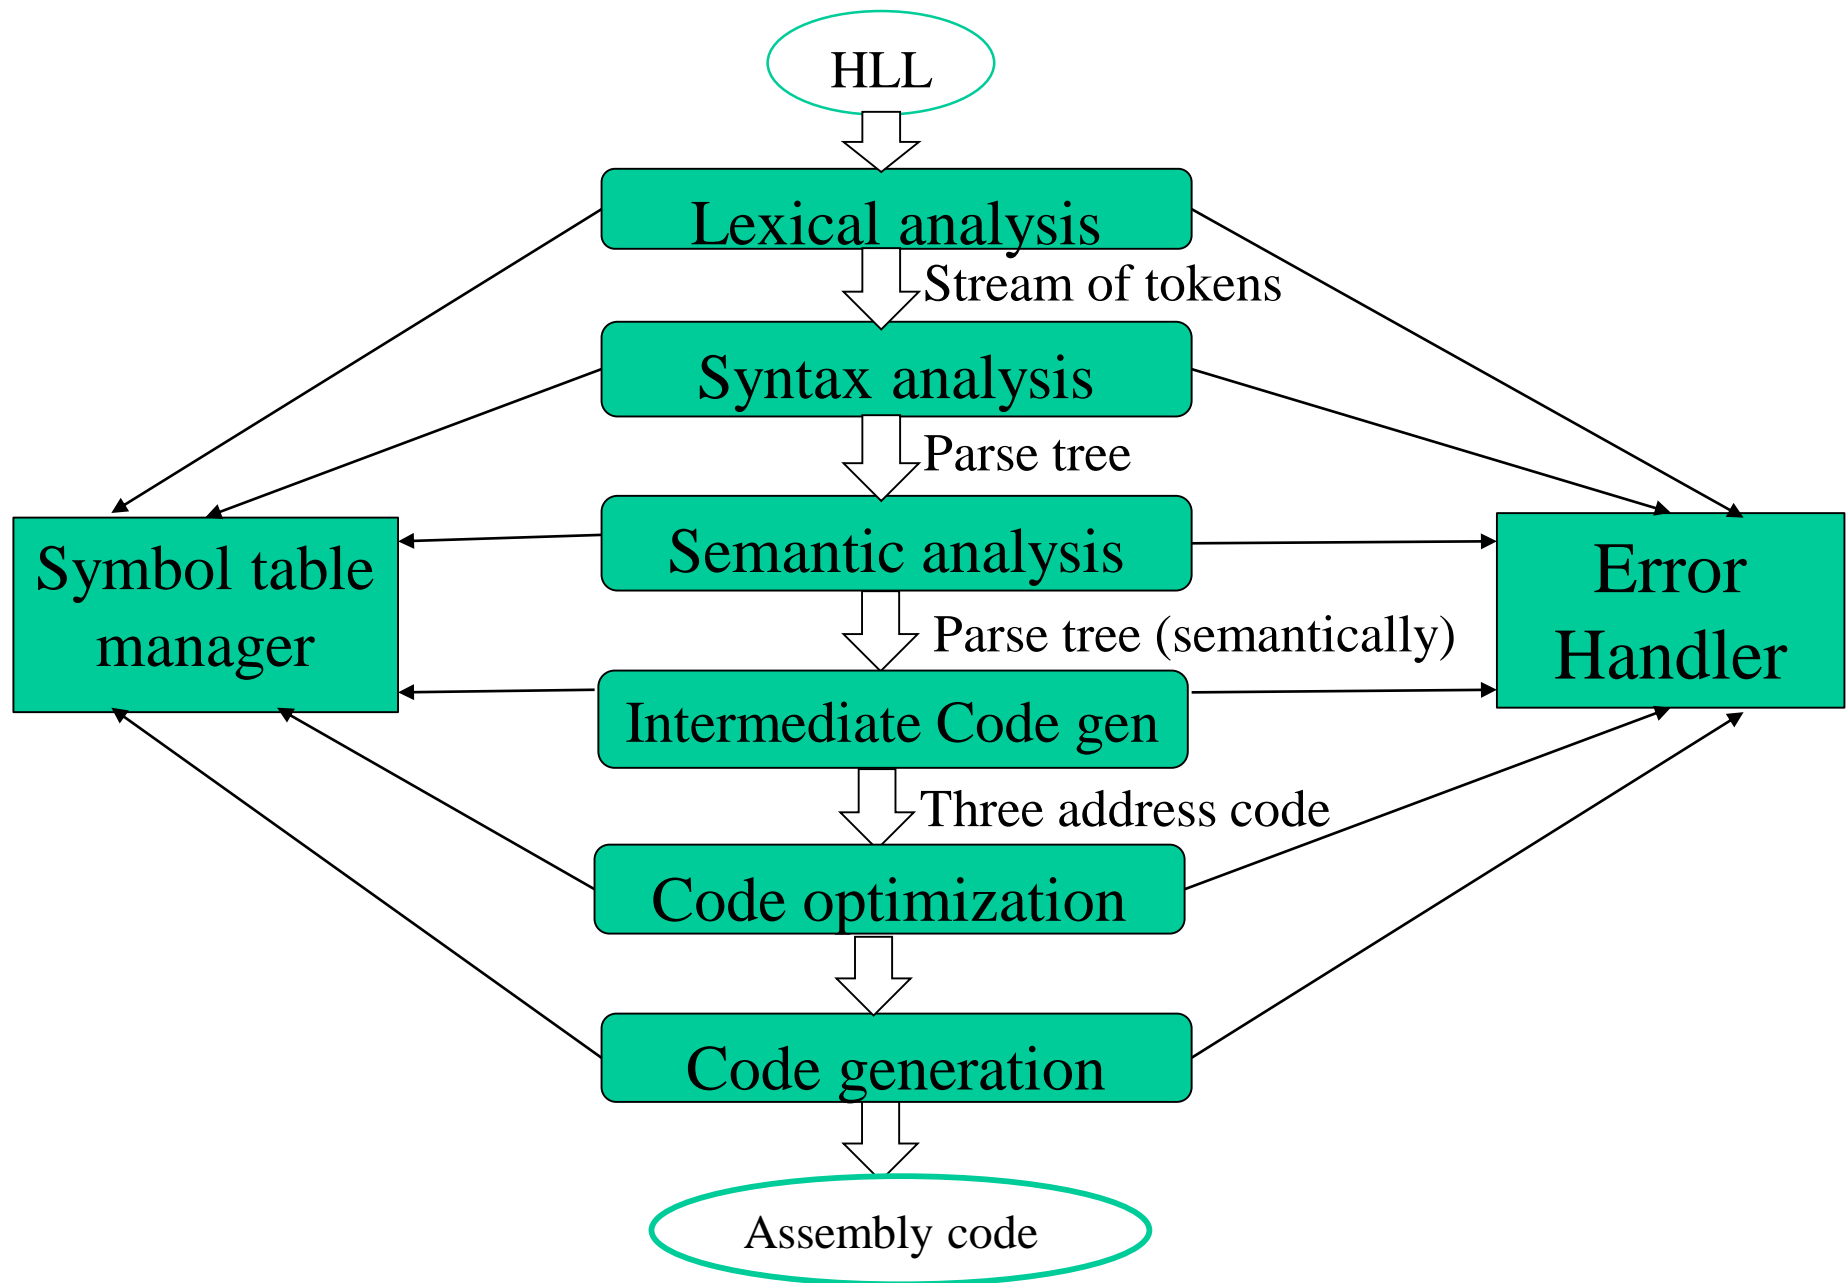 HLL
Lexical analysis
Stream of tokens
Syntax analysis
Parse tree
Semantic analysis
Symbol table
manager
Error
Handler
Parse tree (semantically)
Intermediate Code gen
Three address code
Code optimization
Code generation
Assembly code